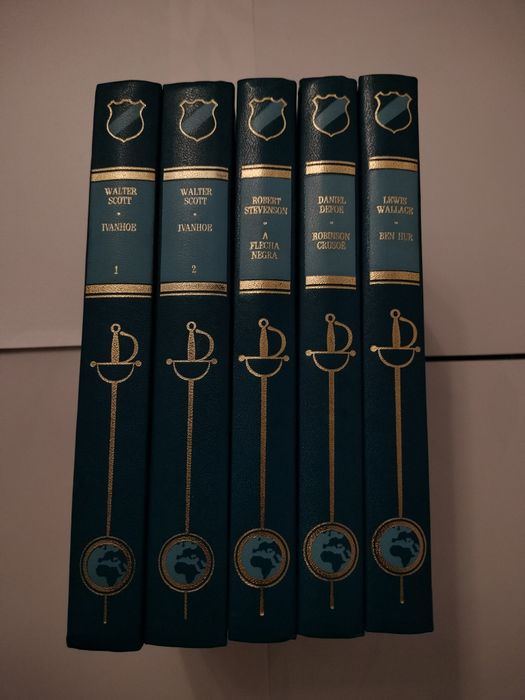 WALTER
SCOTT
IVANHOE
1
WALTER
SCOTT
IVANHOE
2
ROBERT
STEVENSON
A
FLECHA
NEGRA
DANIEL
DEFOE
ROBINSON
CRUSOÉ
LEWIS
WALLACE
BEN HUR